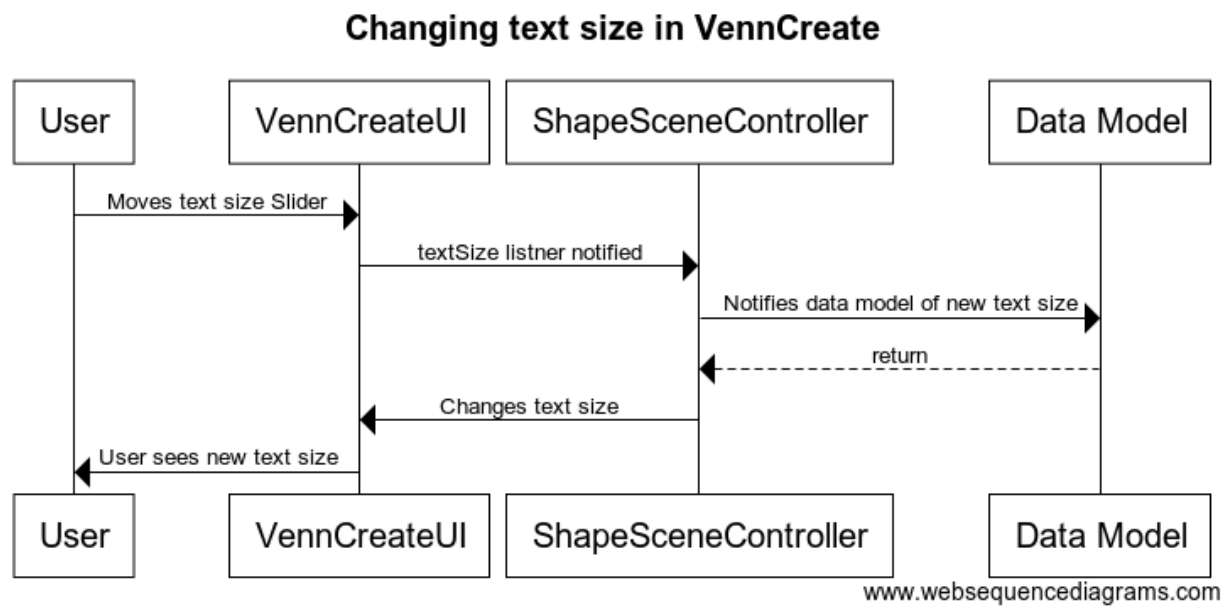 Changing text size in VennCreate
User
VennCreateUI
ShapeSceneController
Data Model
Moves text size Slider
textSize listner notified
Notifies data model of new text size
return
Changes text size
User sees new text size
User
VennCreateUI
ShapeSceneController
Data Model
www.websequencediagrams.com